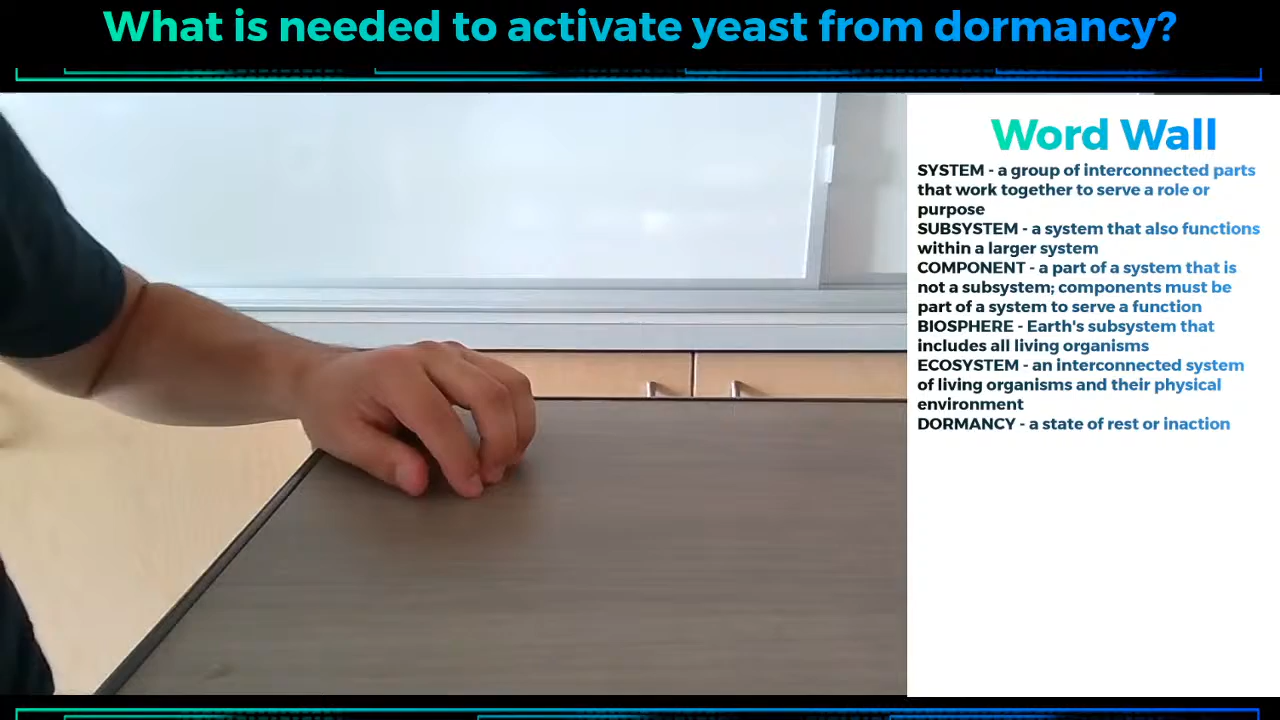 What is needed to activate yeast from dormancy?
Word Wall
SYSTEM - a group of interconnected parts
that work together to serve a role or
purpose
SUBSYSTEM - a system that also functions
within a larger system
COMPONENT - a part of a system that is
not a subsystem; components must be
part of a system to serve a function
BIOSPHERE - Earth's subsystem that
includes all living organisms
ECOSYSTEM - an interconnected system
of living organisms and their physical
environment
DORMANCY - a state of rest or inaction